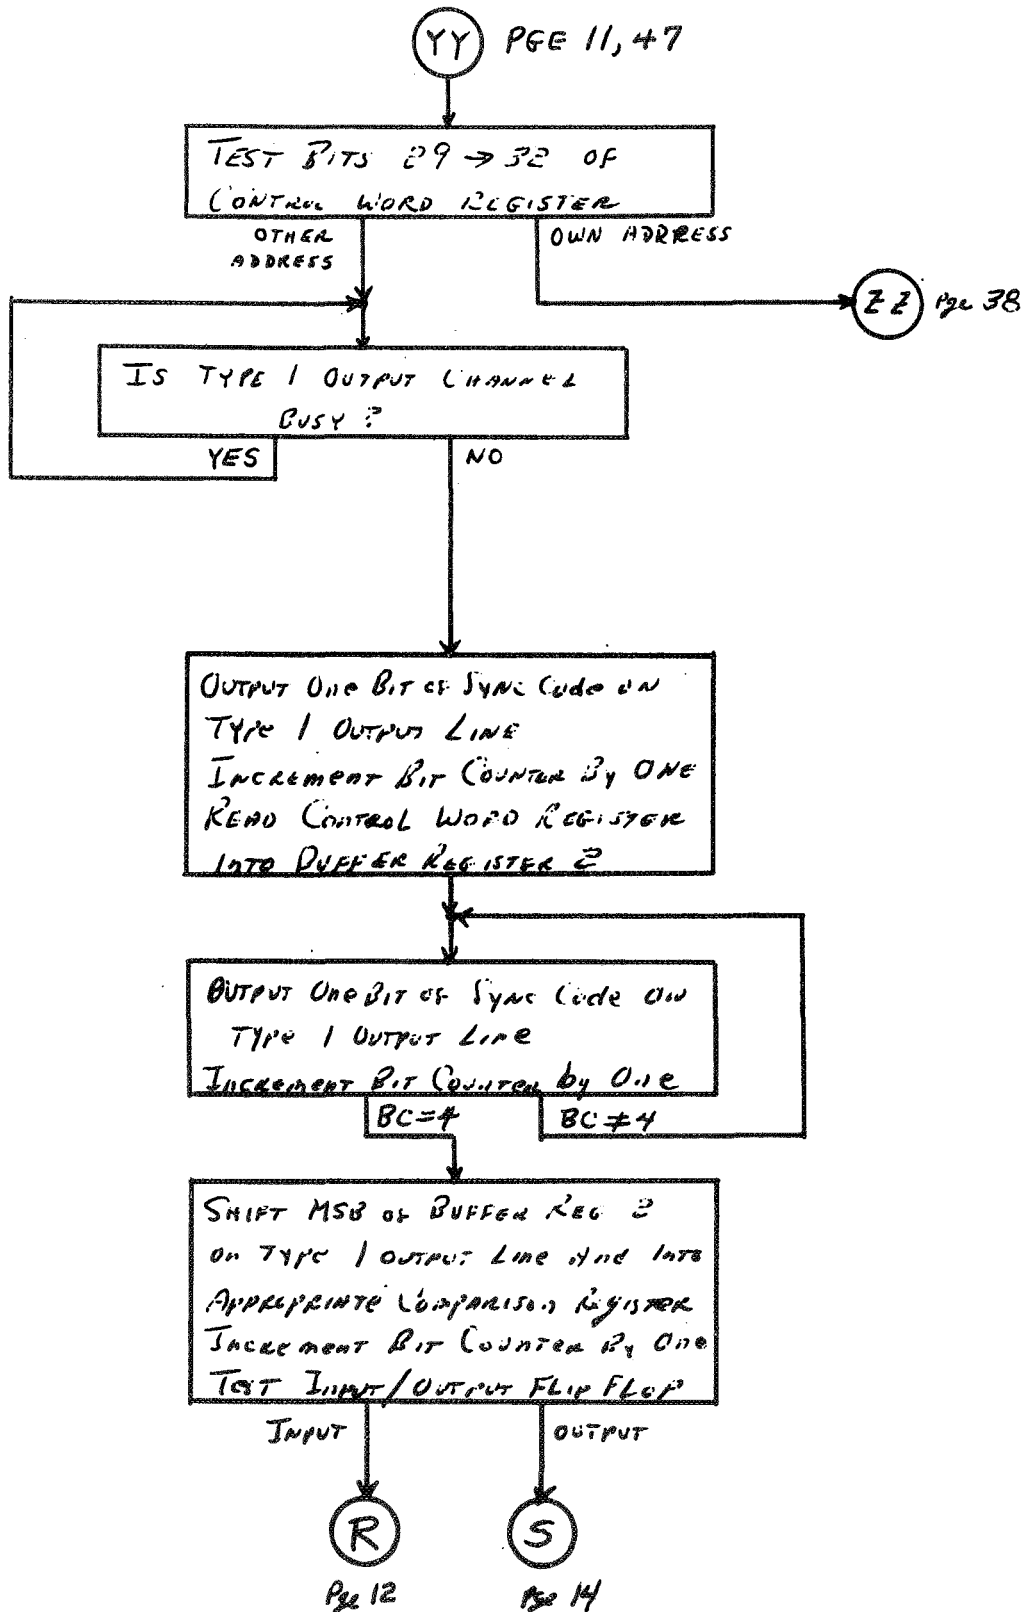 YY PGE 11, 47
TEST BITS 29 → 32 OF
CONTROL WORD REGISTER
OTHER
ADDRESS
OWN ADDRESS
ZZ Pge 38
IS TYPE 1 OUTPUT CHANNEL
BUSY ?
YES
NO
OUTPUT One BIT OF SYNC Code ON
TYPe 1 OUTPUT LINE
INCREMENT BIT COUNTER By ONE
READ CONTROL WORD REGISTER
INTO BUFFER REGISTER 2
OUTPUT One BIT OF SYNC Code ON
TYPe 1 OUTPUT Line
INCREMENT BIT COUNTER by One
BC=4
BC≠4
SHIFT MSB OF BUFFER REG 2
on TYPe 1 OUTPUT Line And INTO
APPROPRIATE COMPARISON REGISTER
INCREMENT BIT COUNTER By One
TEST INPUT/OUTPUT FLIP FLOP
INPUT
OUTPUT
R
S
Pge 12
Pge 14